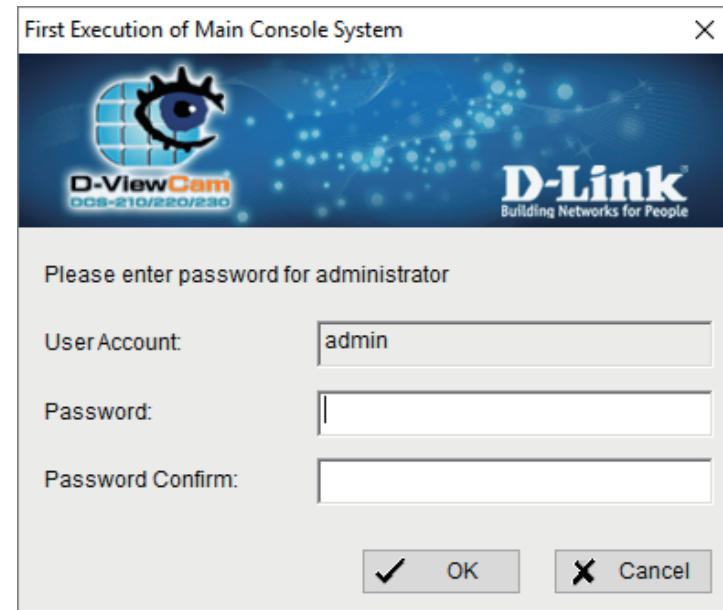 First Execution of Main Console System
D-ViewCam
DCS-210/220/230
D-Link
Building Networks for People
Please enter password for administrator
User Account:
admin
Password:
Password Confirm:
OK
Cancel